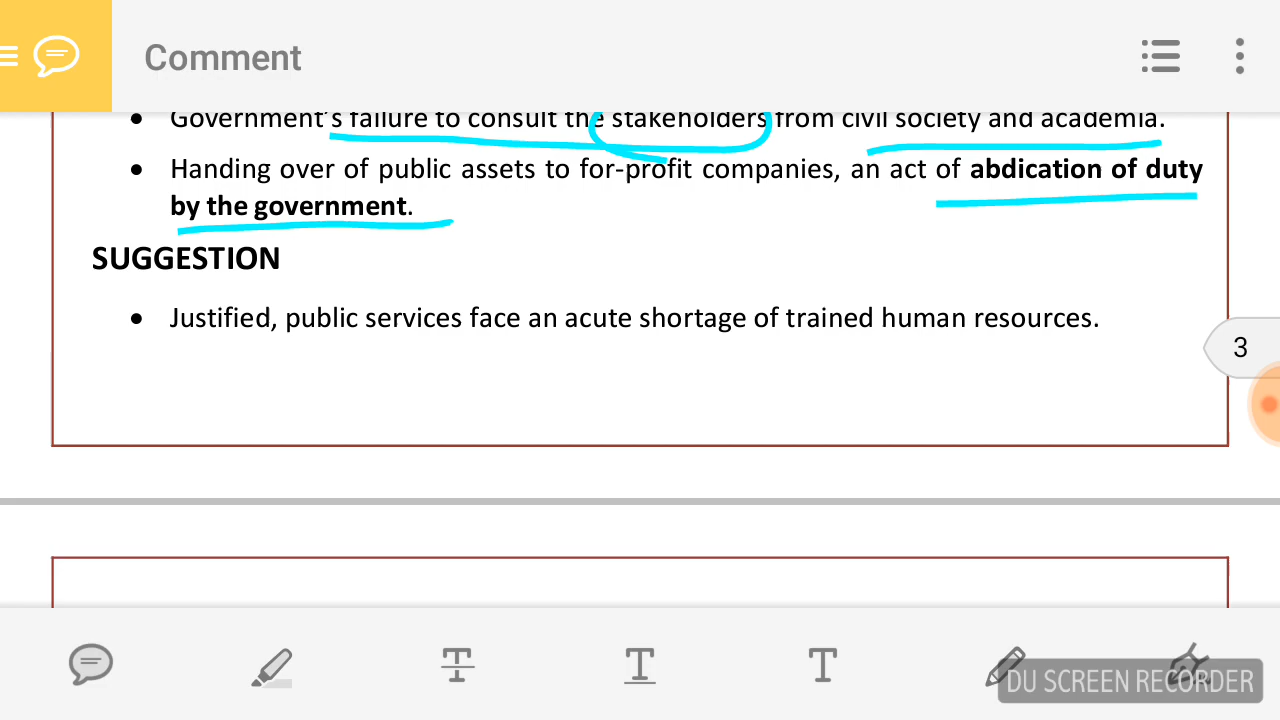 Comment
• Government's failure to consult the stakeholders from civil society and academia.
• Handing over of public assets to for-profit companies, an act of abdication of duty
by the government.
SUGGESTION
• Justified, public services face an acute shortage of trained human resources.
3
T T T
DU SCREEN RECORDER